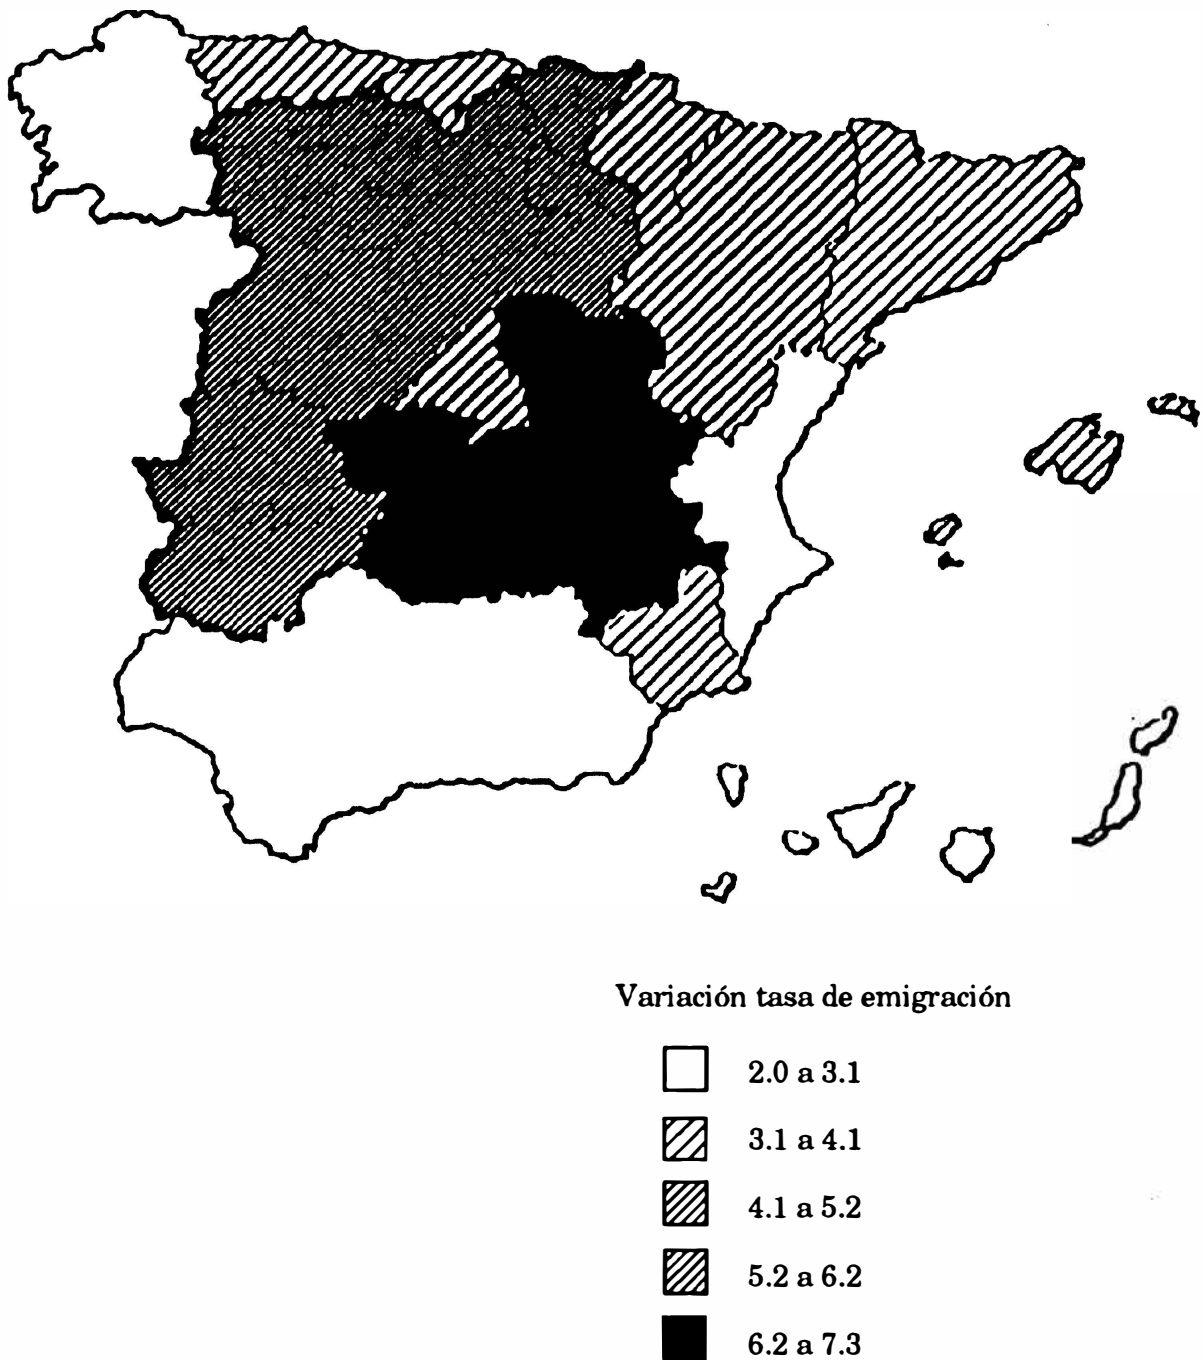 Variación tasa de emigración
2.0 a 3.1
3.1 a 4.1
4.1 a 5.2
5.2 a 6.2
6.2 a 7.3